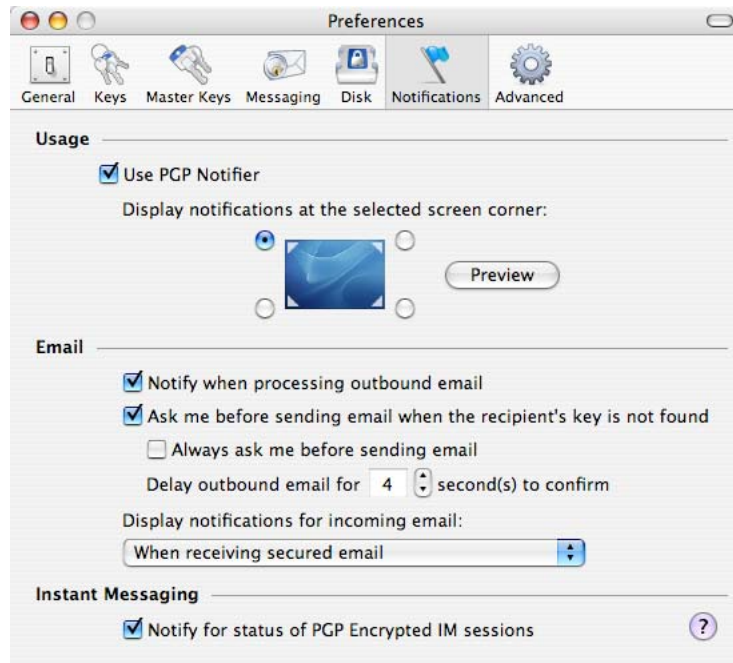 Preferences
General Keys Master Keys Messaging Disk Notifications Advanced
Usage
Use PGP Notifier
Display notifications at the selected screen corner:
Preview
Email
Notify when processing outbound email
Ask me before sending email when the recipient's key is not found
Always ask me before sending email
Delay outbound email for 4 second(s) to confirm
Display notifications for incoming email:
When receiving secured email
Instant Messaging
Notify for status of PGP Encrypted IM sessions ?